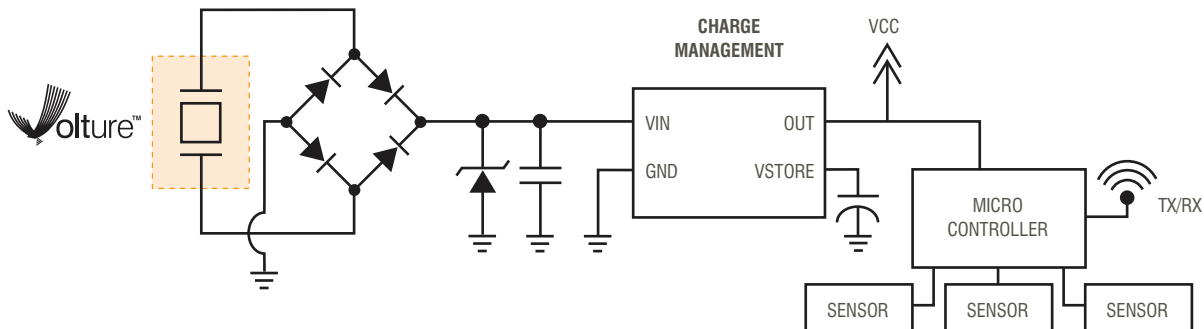 CHARGE
MANAGEMENT
VCC
Volture™
VIN
OUT
GND
VSTORE
MICRO
CONTROLLER
TX/RX
SENSOR
SENSOR
SENSOR